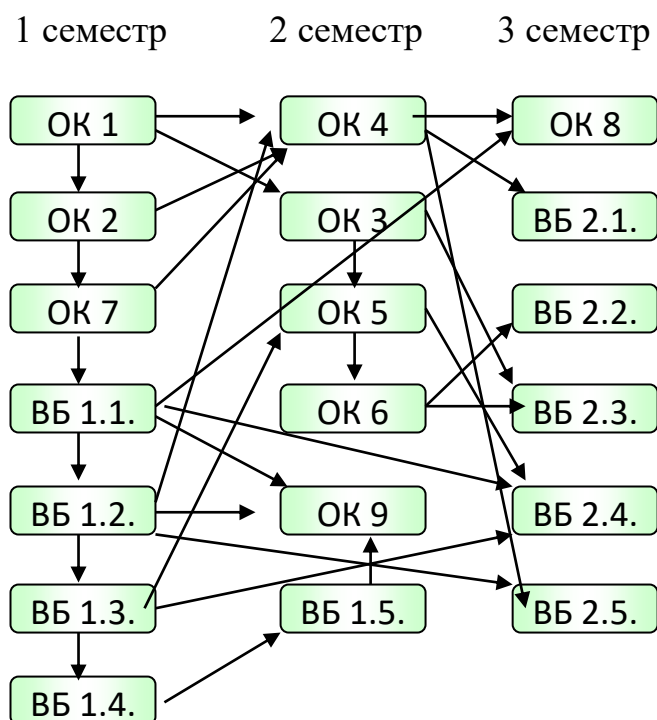 1 семестр 2 семестр 3 семестр
ОК 1 ОК 4 ОК 8
ОК 2 ОК 3 ВБ 2.1.
ОК 7 ОК 5 ВБ 2.2.
ВБ 1.1. ОК 6 ВБ 2.3.
ВБ 1.2. ОК 9 ВБ 2.4.
ВБ 1.3. ВБ 1.5. ВБ 2.5.
ВБ 1.4.